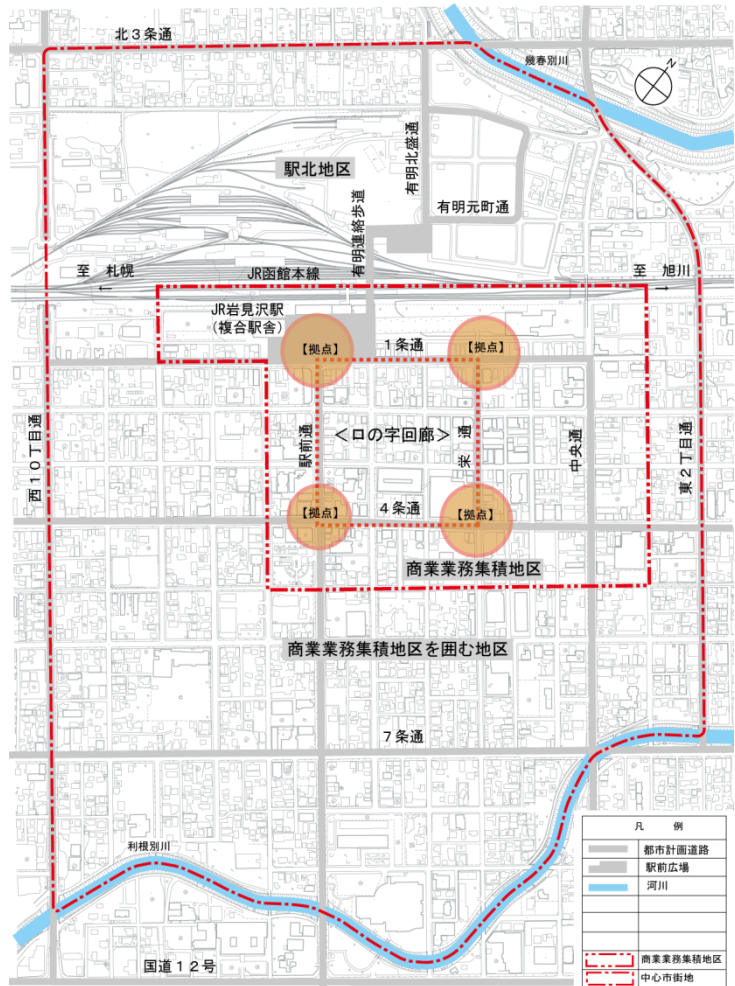 北3条通
幾春別川
N
有明北盛通
駅北地区
有明元町通
有明連絡歩道
至 札幌
←
JR函館本線
至 旭川
→
JR岩見沢駅
(複合駅舎)
【拠点】
1条通
【拠点】
西10丁目通
駅前通
<ロの字回廊>
栄通
中央通
東2丁目通
【拠点】
4条通
【拠点】
商業業務集積地区
商業業務集積地区を囲む地区
7条通
利根別川
国道12号
凡 例
都市計画道路
駅前広場
河川
商業業務集積地区
中心市街地